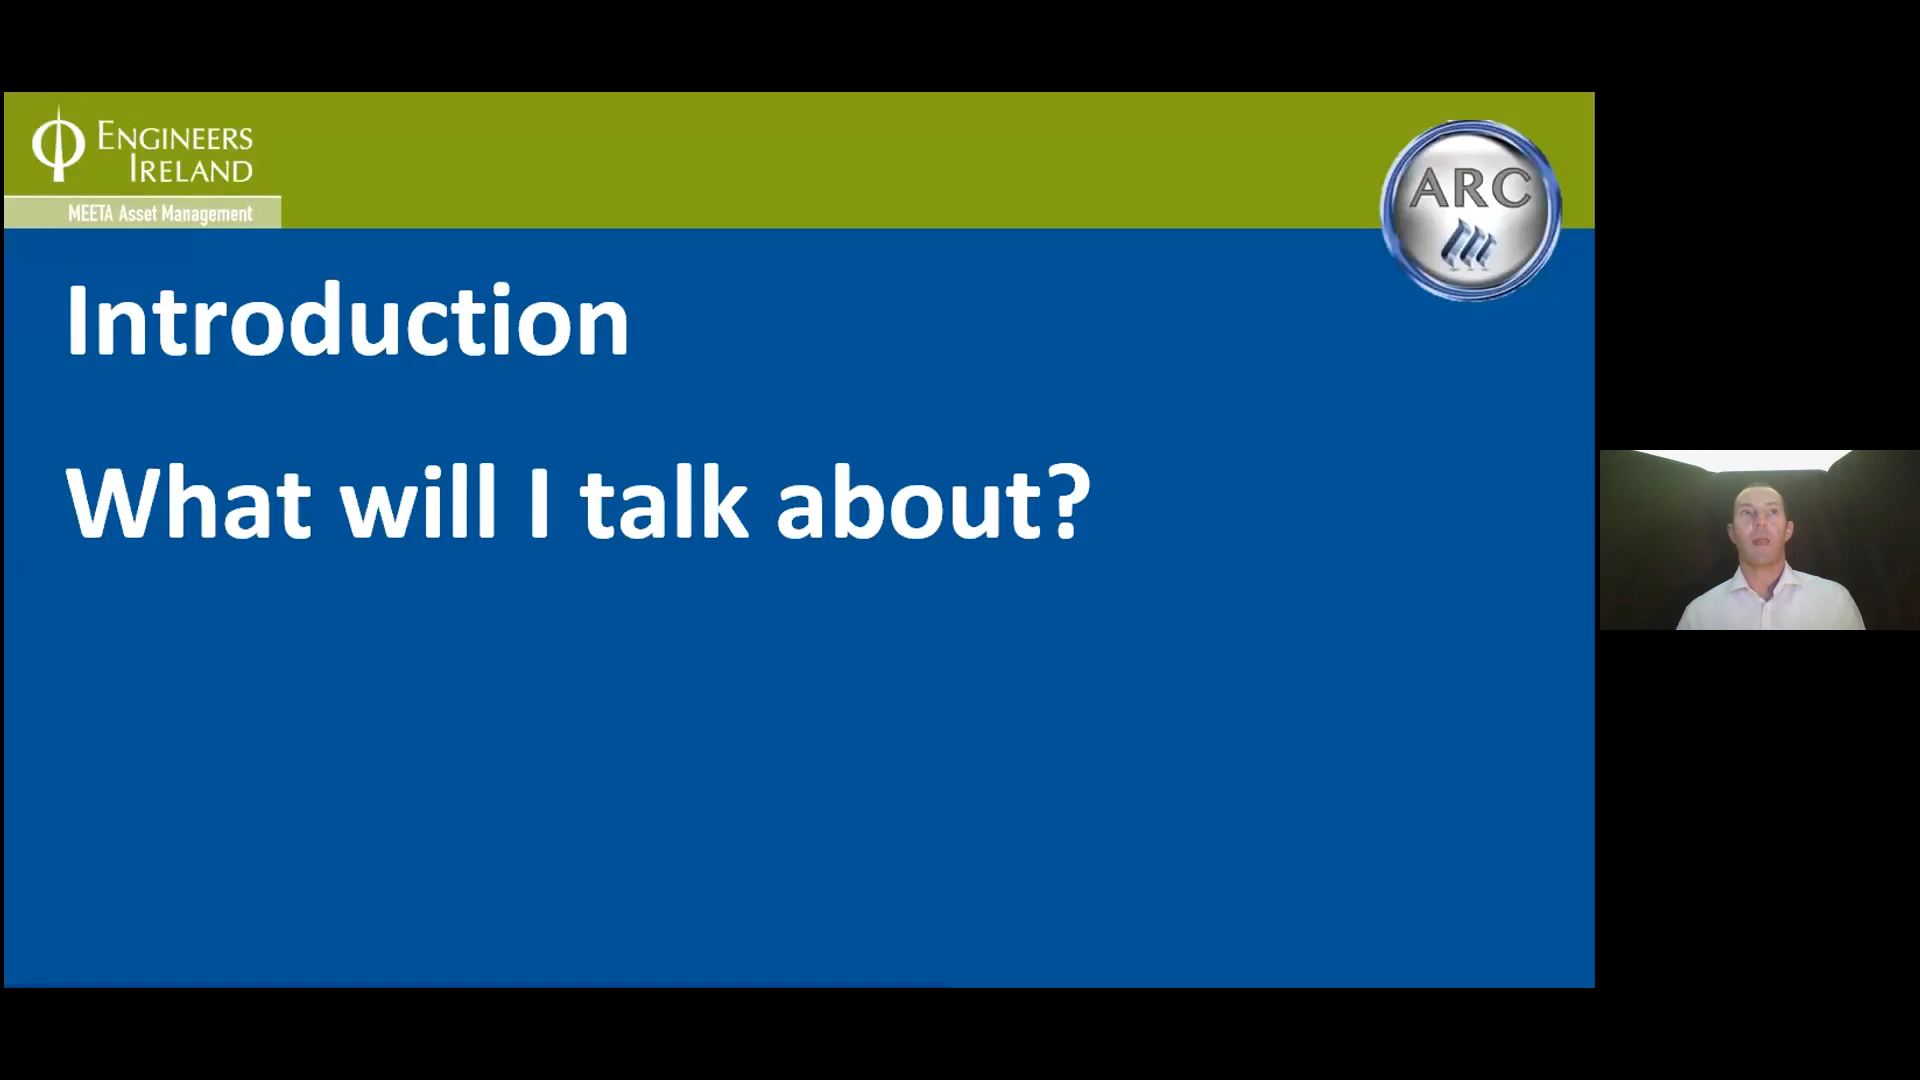 ENGINEERS
IRELAND
MEETA Asset Management
ARC
Introduction
What will I talk about?